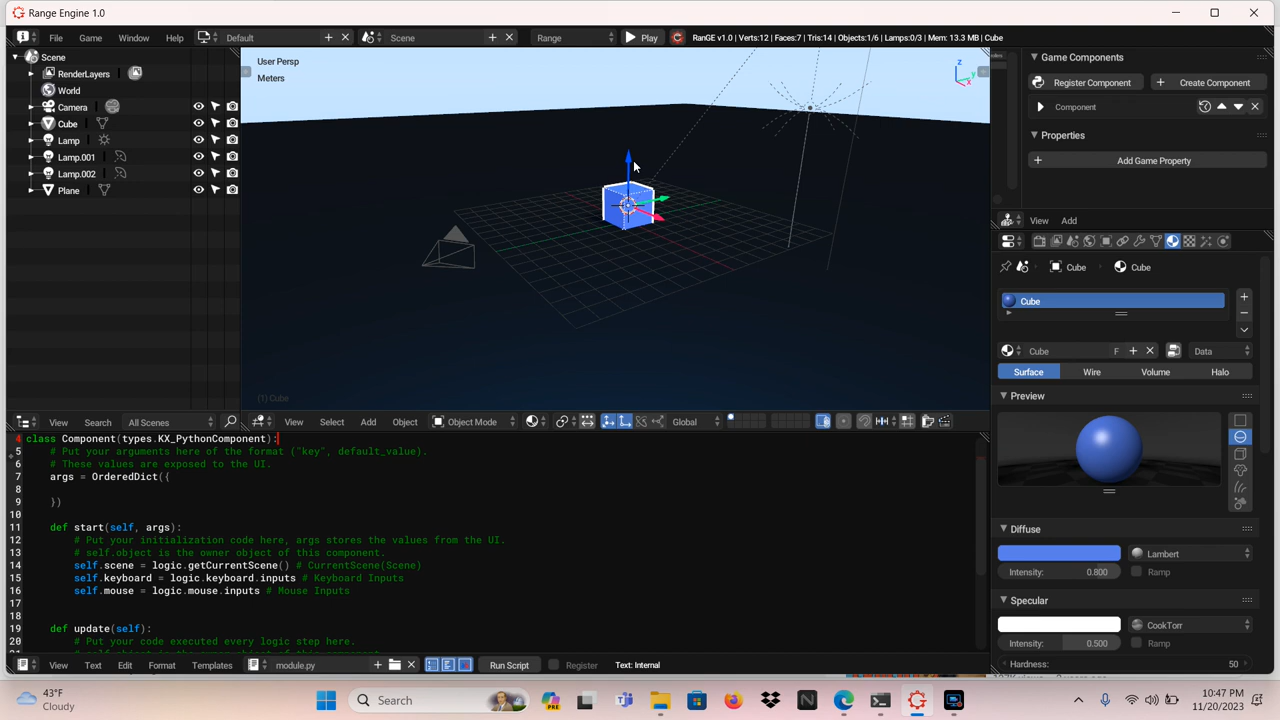 Range Engine 1.0
File Game Window Help Default Scene Range Play RanGE v1.0 | Verts:12 | Faces:7 | Tris:14 | Objects:1/6 | Lamps:0/3 | Mem: 13.3 MB | Cube
Scene
RenderLayers
World
Camera
Cube
Lamp
Lamp.001
Lamp.002
Plane
View Search All Scenes
User Persp
Meters
z
y
x
(1) Cube
View Select Add Object Object Mode Global
Game Components
Register Component Create Component
Component
Properties
Add Game Property
View Add
Cube Cube
Cube
Cube F Data
Surface Wire Volume Halo
Preview
Diffuse
Lambert
Intensity: 0.800 Ramp
Specular
CookTorr
Intensity: 0.500 Ramp
Hardness: 50
4 class Component(types.KX_PythonComponent):
5 # Put your arguments here of the format ("key", default_value).
6 # These values are exposed to the UI.
7 args = OrderedDict({
8
9 })
10
11 def start(self, args):
12 # Put your initialization code here, args stores the values from the UI.
13 # self.object is the owner object of this component.
14 self.scene = logic.getCurrentScene() # CurrentScene(Scene)
15 self.keyboard = logic.keyboard.inputs # Keyboard Inputs
16 self.mouse = logic.mouse.inputs # Mouse Inputs
17
18
19 def update(self):
20 # Put your code executed every logic step here.
View Text Edit Format Templates module.py Run Script Register Text: Internal
43°F
Cloudy
Search
PRE
10:47 PM
11/20/2023